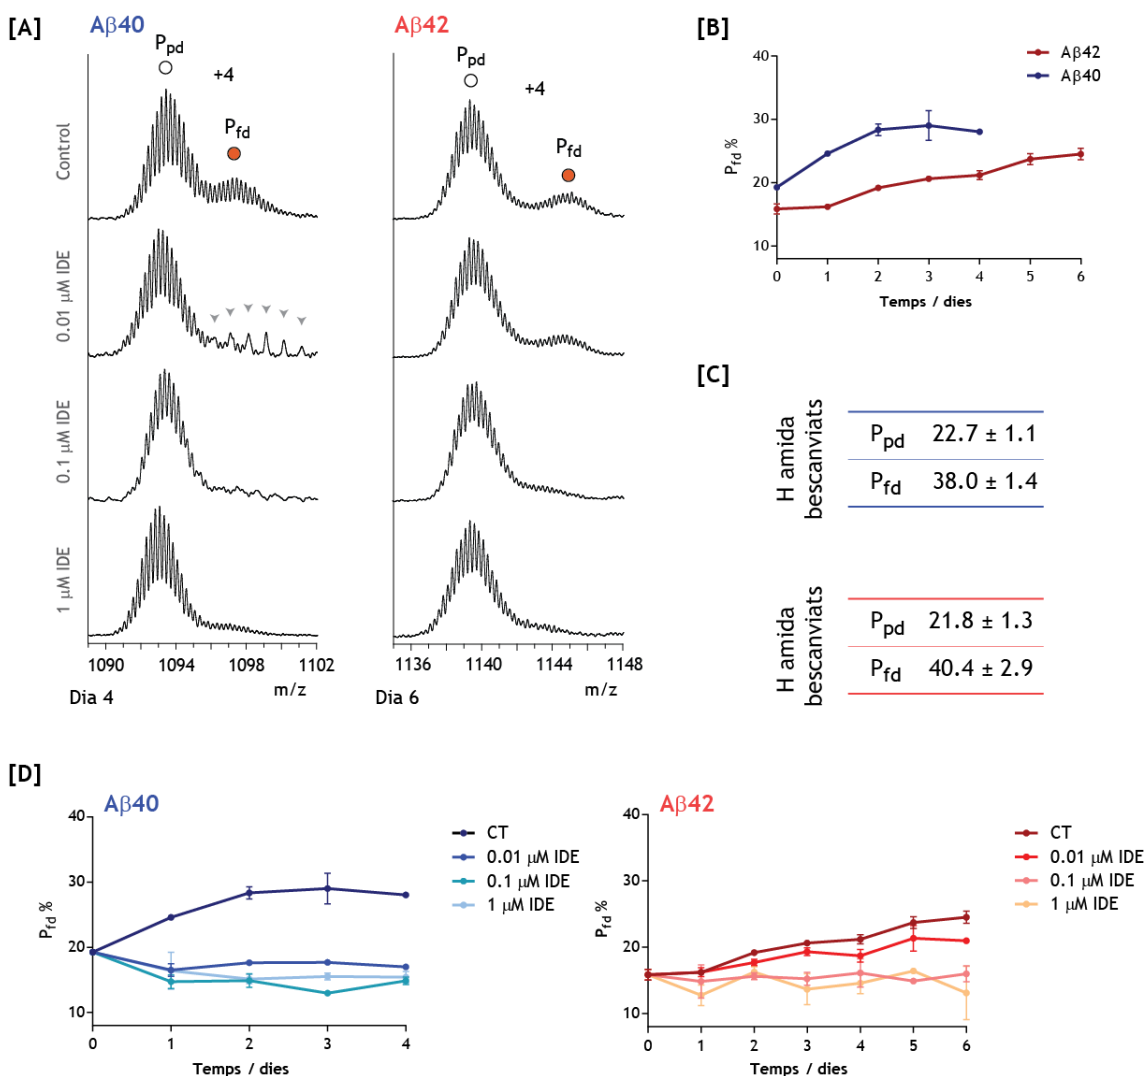 [A]
Aβ40
Aβ42
Ppd
+4
Pfd
Ppd
+4
Pfd
Control
0.01 μM IDE
0.1 μM IDE
1 μM IDE
1090 1094 1098 1102
m/z
Dia 4
1136 1140 1144 1148
m/z
Dia 6
[B]
Aβ42
Aβ40
Pfd %
40
30
20
10
0 1 2 3 4 5 6
Temps / dies
[C]
H amida
bescanviats
Ppd 22.7 ± 1.1
Pfd 38.0 ± 1.4
H amida
bescanviats
Ppd 21.8 ± 1.3
Pfd 40.4 ± 2.9
[D]
Aβ40
Pfd %
40
30
20
10
0 1 2 3 4
Temps / dies
CT
0.01 μM IDE
0.1 μM IDE
1 μM IDE
Aβ42
Pfd %
40
30
20
10
0 1 2 3 4 5 6
Temps / dies
CT
0.01 μM IDE
0.1 μM IDE
1 μM IDE